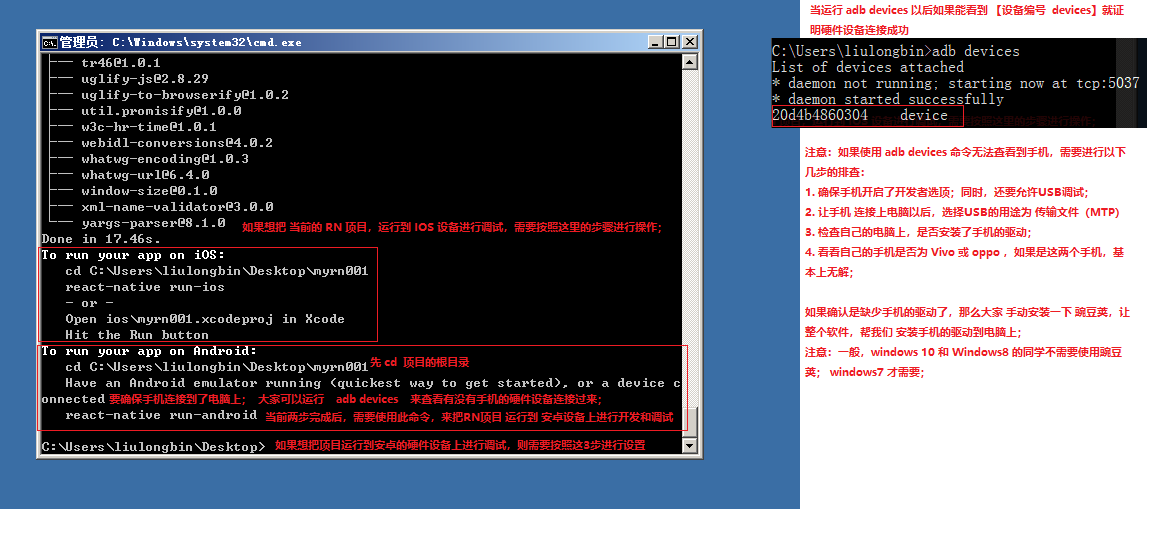 管理员: C:\Windows\system32\cmd.exe
├── tr46@1.0.1
├── uglify-js@2.8.29
├── uglify-to-browserify@1.0.2
├── util.promisify@1.0.0
├── w3c-hr-time@1.0.1
├── webidl-conversions@4.0.2
├── whatwg-encoding@1.0.3
├── whatwg-url@6.4.0
├── window-size@0.1.0
├── xml-name-validator@3.0.0
└── yargs-parser@8.1.0 如果想把 当前的 RN 项目，运行到 IOS 设备进行调试，需要按照这里的步骤进行操作；
Done in 17.46s.
To run your app on iOS:
cd C:\Users\liulongbin\Desktop\myrn001
react-native run-ios
- or -
Open ios\myrn001.xcodeproj in Xcode
Hit the Run button
To run your app on Android:
cd C:\Users\liulongbin\Desktop\myrn001 先 cd 项目的根目录
Have an Android emulator running (quickest way to get started), or a device c
onnected 要确保手机连接到了电脑上； 大家可以运行 adb devices 来查看有没有手机的硬件设备连接过来；
react-native run-android 当前两步完成后，需要使用此命令，来把RN项目 运行到 安卓设备上进行开发和调试
C:\Users\liulongbin\Desktop> 如果想把项目运行到安卓的硬件设备上进行调试，则需要按照这3步进行设置
当运行 adb devices 以后如果能看到 【设备编号 devices】就证
明硬件设备连接成功
C:\Users\liulongbin>adb devices
List of devices attached
* daemon not running; starting now at tcp:5037
* daemon started successfully
20d4b4860304 device
注意：如果使用 adb devices 命令无法查看到手机，需要进行以下
几步的排查：
1. 确保手机开启了开发者选项；同时，还要允许USB调试；
2. 让手机 连接上电脑以后，选择USB的用途为 传输文件（MTP）
3. 检查自己的电脑上，是否安装了手机的驱动；
4. 看看自己的手机是否为 Vivo 或 oppo ，如果是这两个手机，基
本上无解；
如果确认是缺少手机的驱动了，那么大家 手动安装一下 豌豆荚，让
整个软件，帮我们 安装手机的驱动到电脑上；
注意：一般，windows 10 和 Windows8 的同学不需要使用豌豆
荚； windows7 才需要；